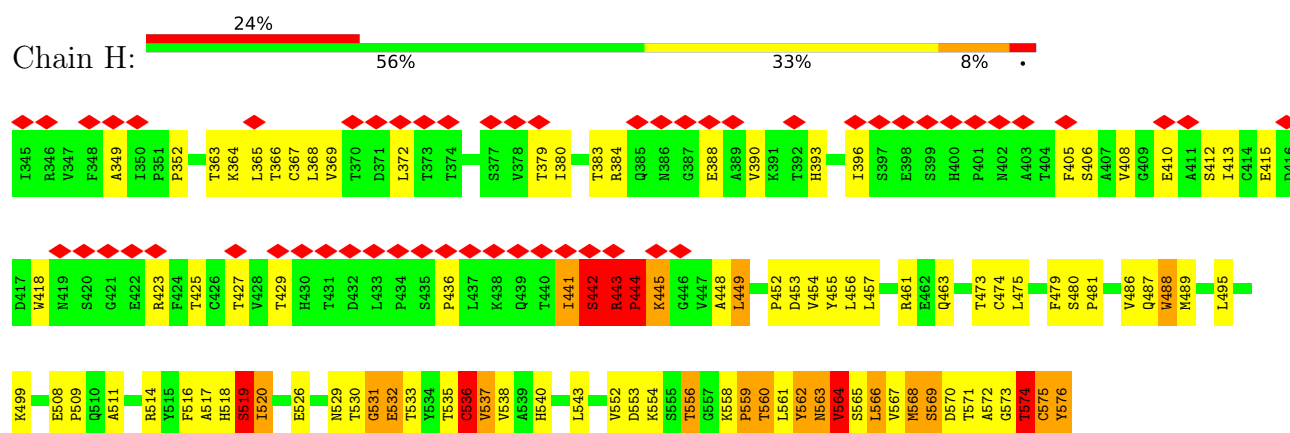 24%
Chain H:
56% 33% 8% •
I345 R346 V347 F348 A349 I350 P351 P352 T363 K364 L365 T366 C367 L368 V369 T370 D371 L372 T373 T374 S377 V378 T379 I380 T383 R384 Q385 N386 G387 E388 A389 V390 K391 T392 H393 I396 S397 E398 S399 H400 P401 N402 A403 T404 F405 S406 A407 V408 G409 E410 A411 S412 I413 C414 E415 D416
D417 W418 N419 S420 G421 E422 R423 F424 T425 C426 T427 V428 T429 H430 T431 D432 L433 P434 S435 P436 L437 K438 Q439 T440 I441 S442 R443 P444 K445 G446 V447 A448 L449 P452 D453 V454 Y455 L456 L457 R461 E462 Q463 T473 C474 L475 F479 S480 P481 V486 Q487 W488 M489 L495
K499 E508 P509 Q510 A511 R514 Y515 F516 A517 H518 S519 I520 E526 N529 T530 G531 E532 T533 Y534 T535 C536 V537 V538 A539 H540 L543 V552 D553 K554 S555 T556 G557 K558 P559 T560 L561 Y562 N563 V564 S565 L566 V567 M568 S569 D570 T571 A572 G573 T574 C575 Y576